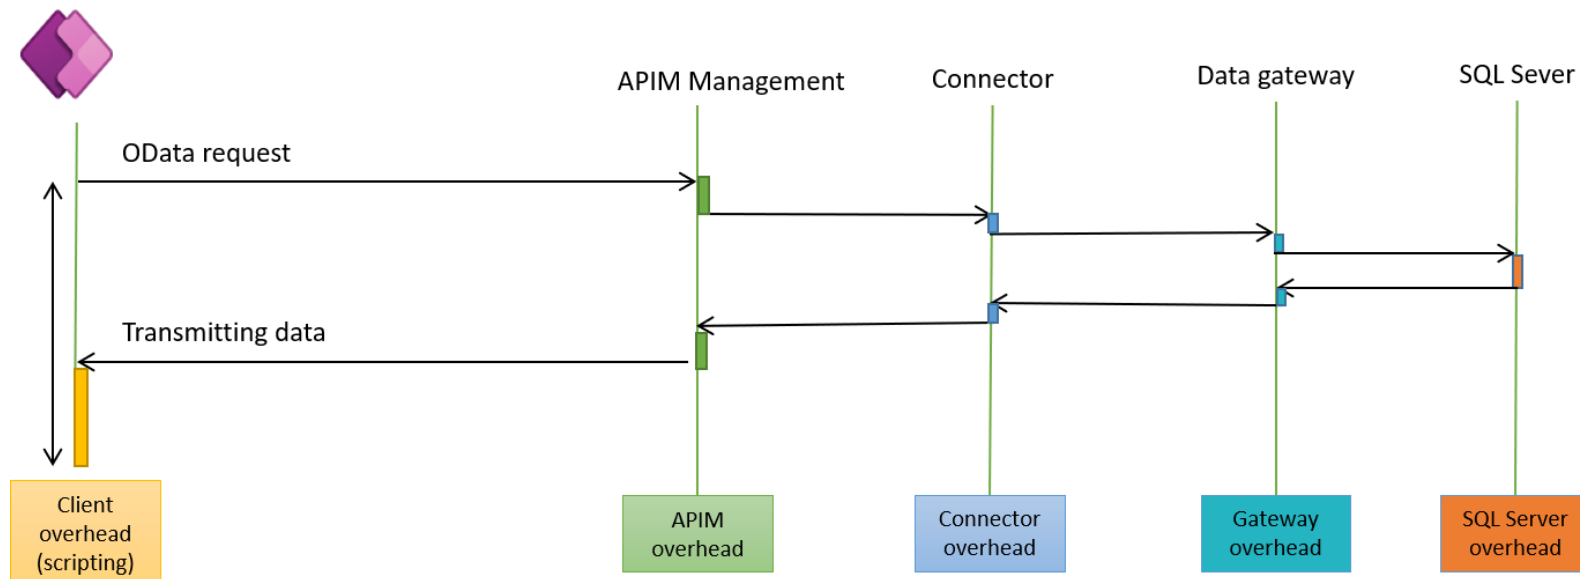 APIM Management
Connector
Data gateway
SQL Sever
OData request
Transmitting data
Client
overhead
(scripting)
APIM
overhead
Connector
overhead
Gateway
overhead
SQL Server
overhead